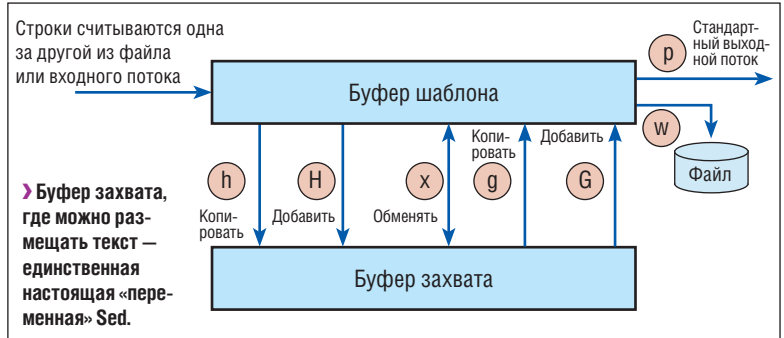 Строки считываются одна
за другой из файла
или входного потока
Буфер шаблона
p
Стандарт-
ный выход-
ной поток
w
Файл
h
Копи-
ровать
H
Добавить
x
Обменять
Копи-
ровать
g
Добавить
G
Буфер захвата
❯ Буфер захвата,
где можно раз-
мещать текст —
единственная
настоящая «пере-
менная» Sed.